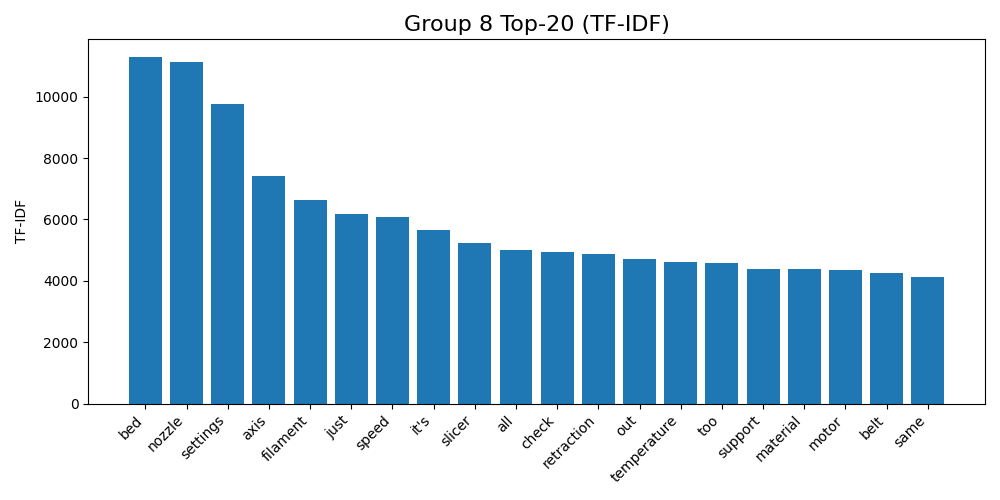 Group 8 Top-20 (TF-IDF)
TF-IDF
10000
8000
6000
4000
2000
0
bed
nozzle
settings
axis
filament
just
speed
it's
slicer
all
check
retraction
out
temperature
too
support
material
motor
belt
same